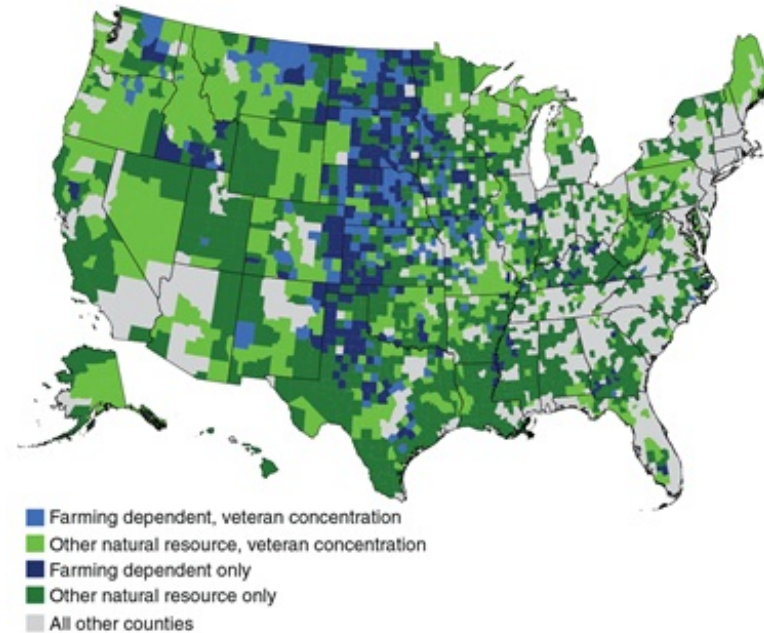 Farming dependent, veteran concentration
Other natural resource, veteran concentration
Farming dependent only
Other natural resource only
All other counties